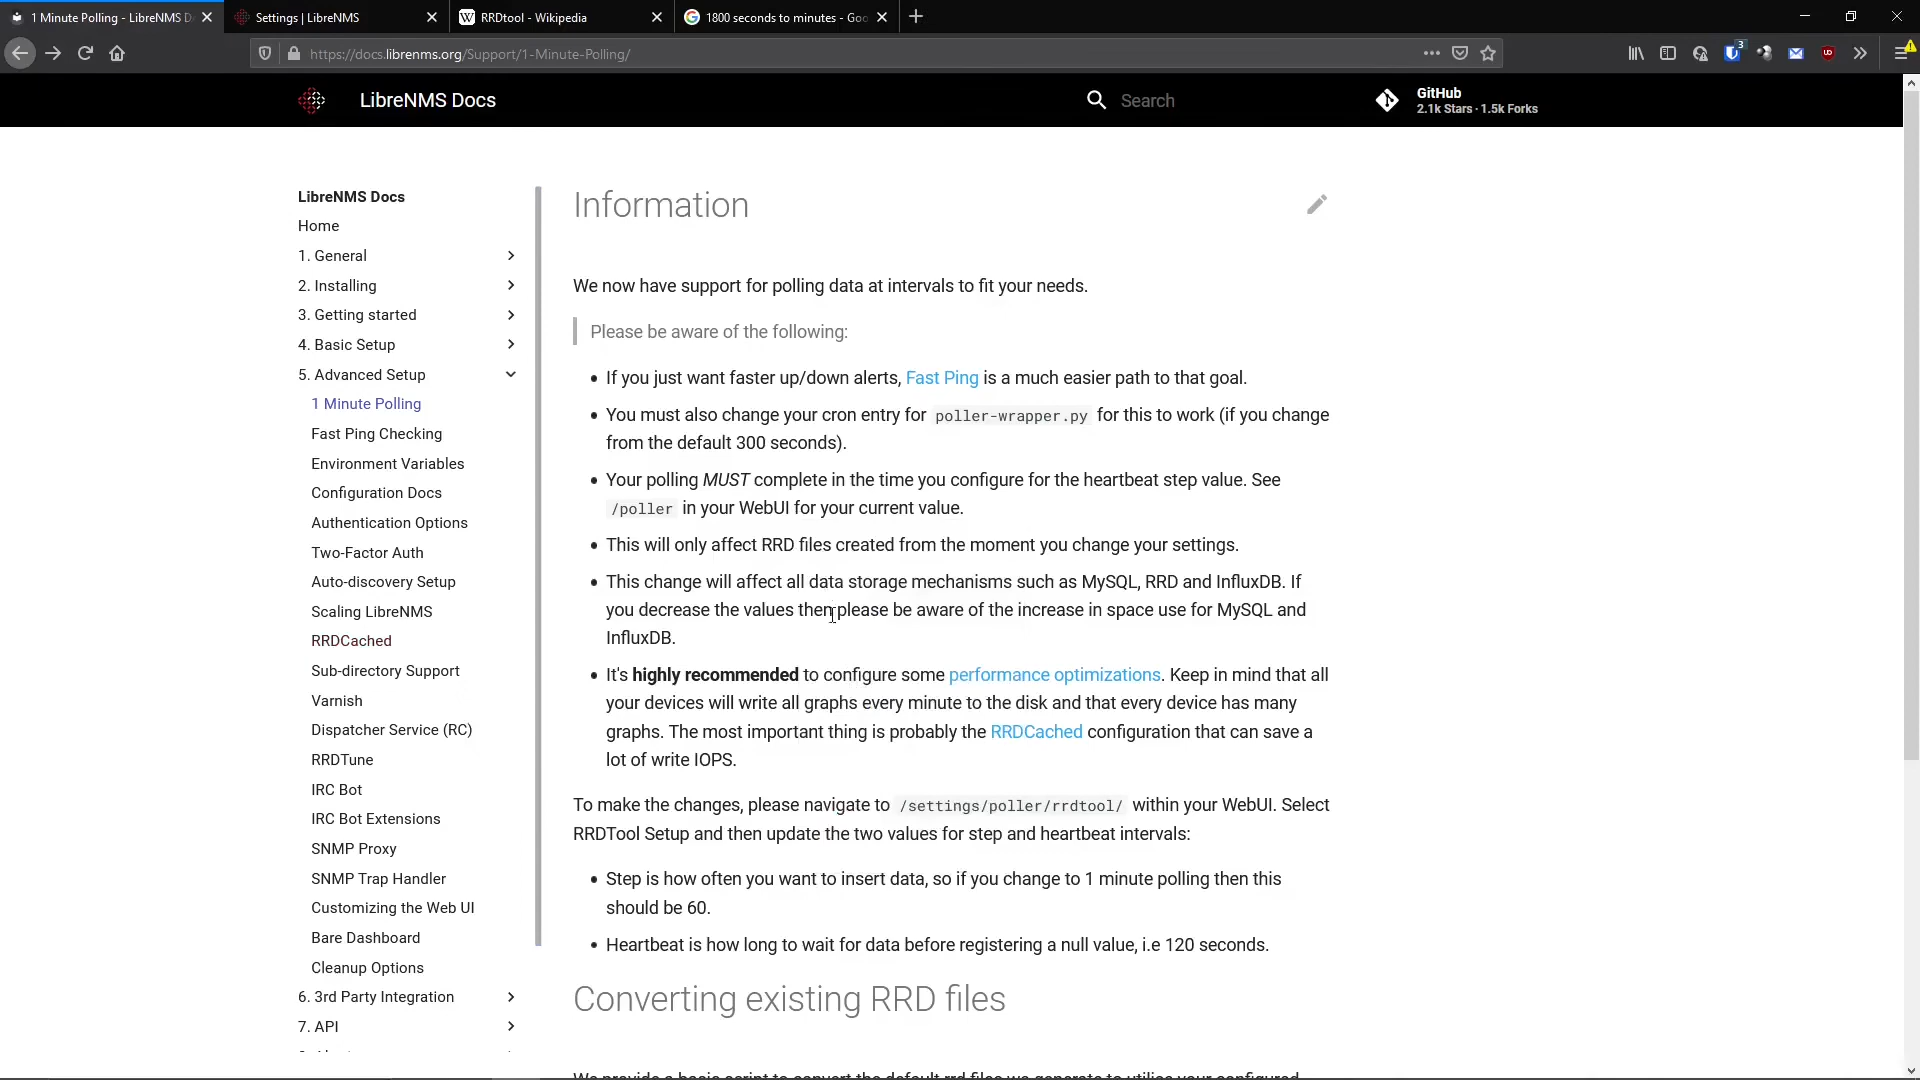 1 Minute Polling - LibreNMS D
Settings | LibreNMS
RRDtool - Wikipedia
1800 seconds to minutes - Goo
https://docs.librenms.org/Support/1-Minute-Polling/
3
LibreNMS Docs
Search
GitHub
2.1k Stars · 1.5k Forks
LibreNMS Docs
Home
1. General
2. Installing
3. Getting started
4. Basic Setup
5. Advanced Setup
1 Minute Polling
Fast Ping Checking
Environment Variables
Configuration Docs
Authentication Options
Two-Factor Auth
Auto-discovery Setup
Scaling LibreNMS
RRDCached
Sub-directory Support
Varnish
Dispatcher Service (RC)
RRDTune
IRC Bot
IRC Bot Extensions
SNMP Proxy
SNMP Trap Handler
Customizing the Web UI
Bare Dashboard
Cleanup Options
6. 3rd Party Integration
7. API
Information
We now have support for polling data at intervals to fit your needs.
Please be aware of the following:
• If you just want faster up/down alerts, Fast Ping is a much easier path to that goal.
• You must also change your cron entry for poller-wrapper.py for this to work (if you change
from the default 300 seconds).
• Your polling MUST complete in the time you configure for the heartbeat step value. See
/poller in your WebUI for your current value.
• This will only affect RRD files created from the moment you change your settings.
• This change will affect all data storage mechanisms such as MySQL, RRD and InfluxDB. If
you decrease the values then please be aware of the increase in space use for MySQL and
InfluxDB.
• It's highly recommended to configure some performance optimizations. Keep in mind that all
your devices will write all graphs every minute to the disk and that every device has many
graphs. The most important thing is probably the RRDCached configuration that can save a
lot of write IOPS.
To make the changes, please navigate to /settings/poller/rrdtool/ within your WebUI. Select
RRDTool Setup and then update the two values for step and heartbeat intervals:
• Step is how often you want to insert data, so if you change to 1 minute polling then this
should be 60.
• Heartbeat is how long to wait for data before registering a null value, i.e 120 seconds.
Converting existing RRD files
We provide a basic script to convert the default rrd files we generate to utilise your configured